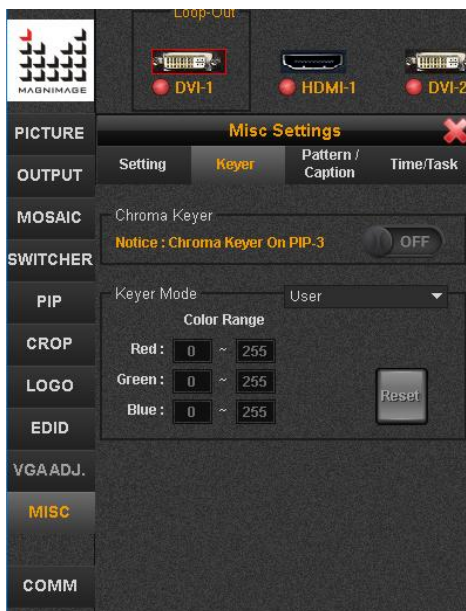 Loop-Out
MAGNIMAGE
DVI-1
HDMI-1
DVI-2
PICTURE
OUTPUT
MOSAIC
SWITCHER
PIP
CROP
LOGO
EDID
VGAADJ.
MISC
COMM
Misc Settings
Setting
Keyer
Pattern /
Caption
Time/Task
Chroma Keyer
Notice : Chroma Keyer On PIP-3
OFF
Keyer Mode
User
Color Range
Red : 0 ~ 255
Green : 0 ~ 255
Blue : 0 ~ 255
Reset